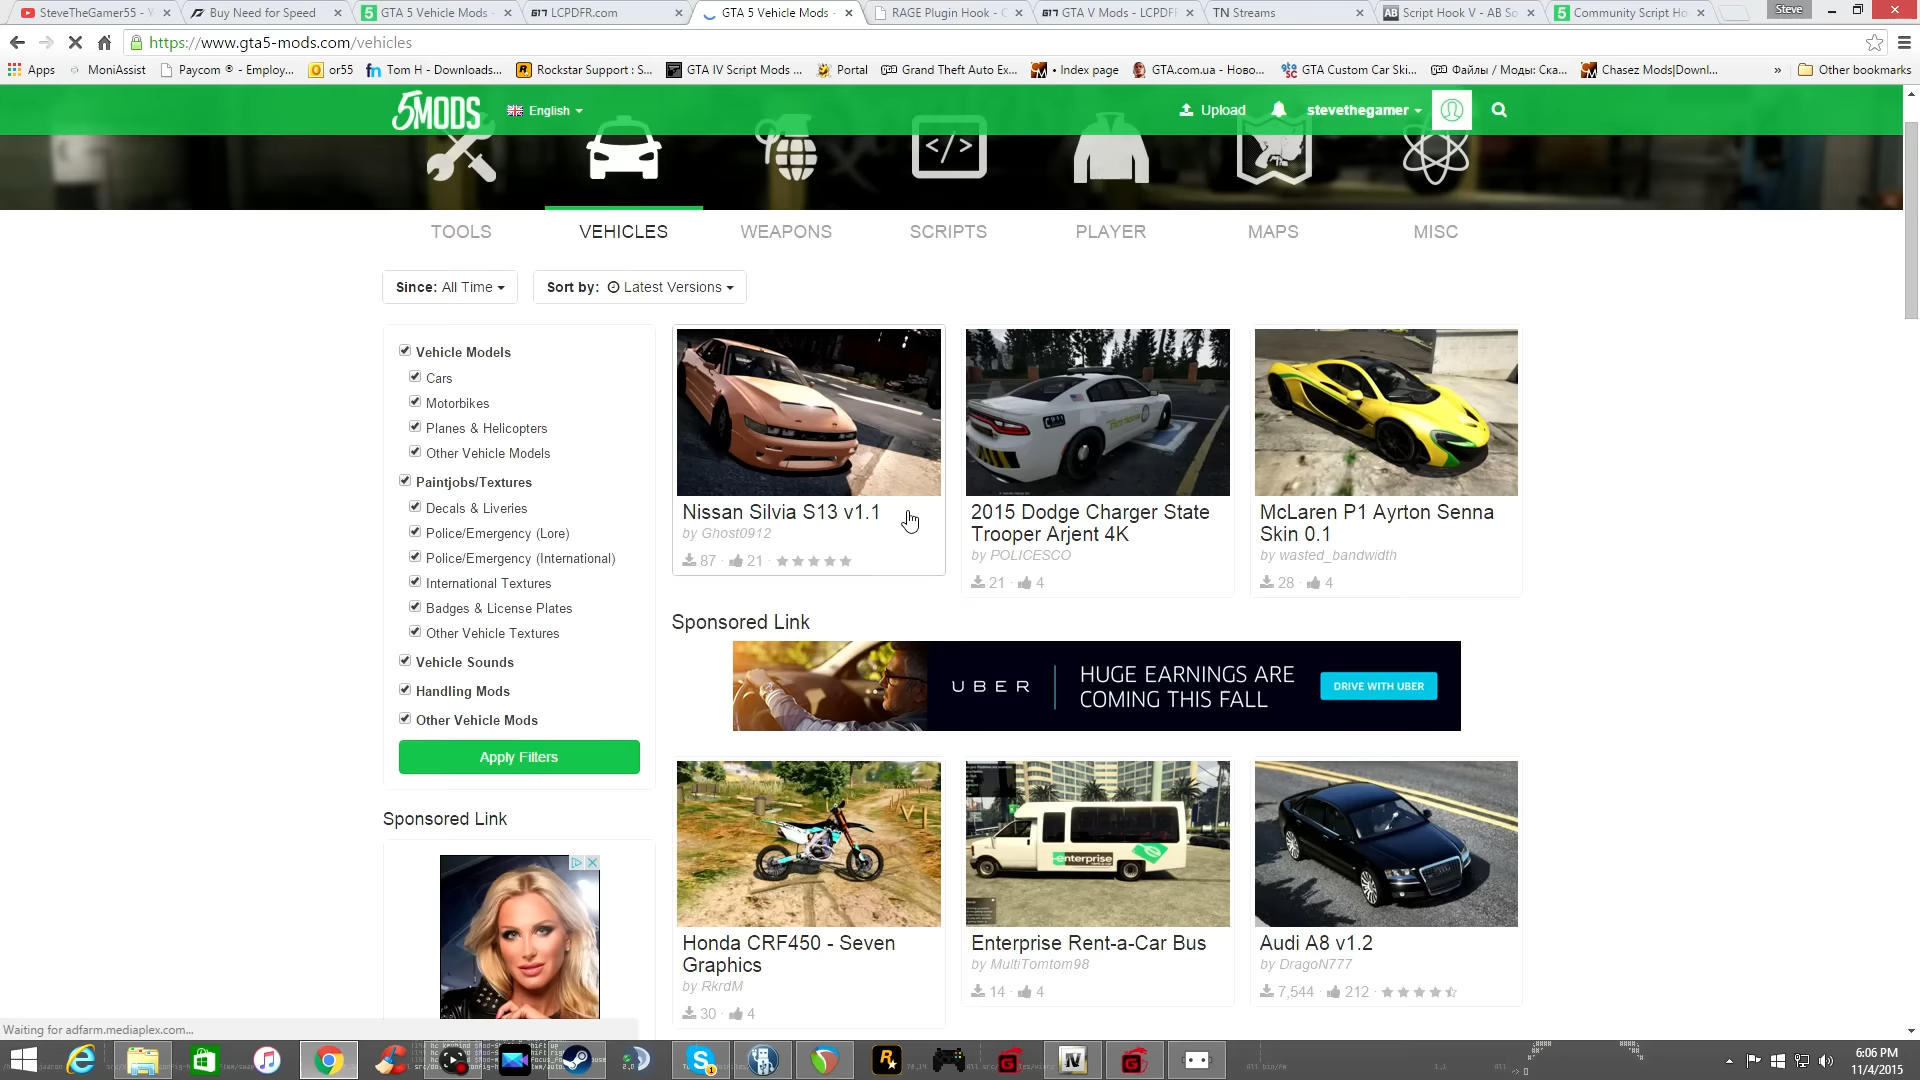 SteveTheGamer55 - Y
Buy Need for Speed
GTA 5 Vehicle Mods -
G17 LCPDFR.com
GTA 5 Vehicle Mods -
RAGE Plugin Hook - C
G17 GTA V Mods - LCPDFR
TN Streams
AB Script Hook V - AB So
Community Script Ho
Steve
https://www.gta5-mods.com/vehicles
Apps
MoniAssist
Paycom ® - Employ...
or55
Tom H - Downloads...
Rockstar Support : S...
GTA IV Script Mods ...
Portal
Grand Theft Auto Ex...
• Index page
GTA.com.ua - Ново...
GTA Custom Car Ski...
Файлы / Моды: Ска...
Chasez Mods|Downl...
»
Other bookmarks
5MODS
English
Upload
stevethegamer
TOOLS
VEHICLES
WEAPONS
SCRIPTS
PLAYER
MAPS
MISC
Since: All Time
Sort by: Latest Versions
Vehicle Models
Cars
Motorbikes
Planes & Helicopters
Other Vehicle Models
Paintjobs/Textures
Decals & Liveries
Police/Emergency (Lore)
Police/Emergency (International)
International Textures
Badges & License Plates
Other Vehicle Textures
Vehicle Sounds
Handling Mods
Other Vehicle Mods
Apply Filters
Sponsored Link
Nissan Silvia S13 v1.1
by Ghost0912
87 · 21 ·
2015 Dodge Charger State
Trooper Arjent 4K
by POLICESCO
21 · 4
McLaren P1 Ayrton Senna
Skin 0.1
by wasted_bandwidth
28 · 4
Sponsored Link
UBER
HUGE EARNINGS ARE
COMING THIS FALL
DRIVE WITH UBER
enterprise
Honda CRF450 - Seven
Graphics
by RkrdM
30 · 4
Enterprise Rent-a-Car Bus
by MultiTomtom98
14 · 4
Audi A8 v1.2
by DragoN777
7,544 · 212 ·
Waiting for adfarm.mediaplex.com...
6:06 PM
11/4/2015